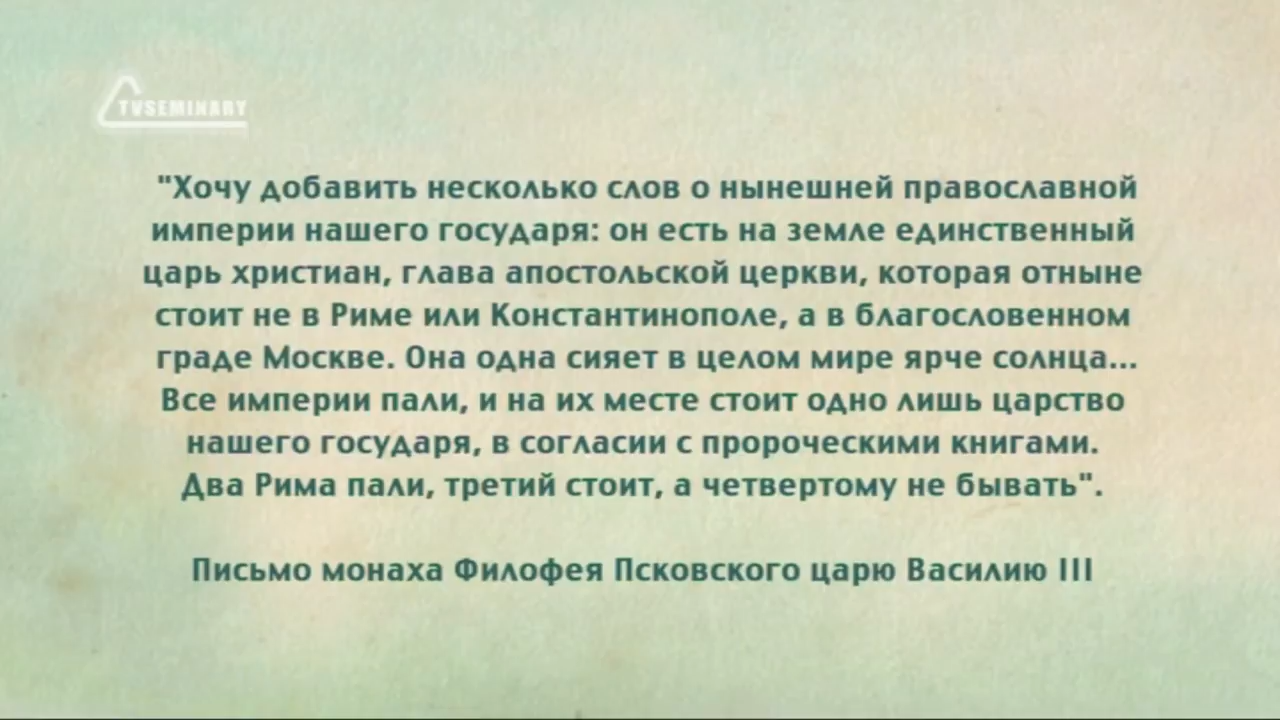 TVSEMINARY
"Хочу добавить несколько слов о нынешней православной
империи нашего государя: он есть на земле единственный
царь христиан, глава апостольской церкви, которая отныне
стоит не в Риме или Константинополе, а в благословенном
граде Москве. Она одна сияет в целом мире ярче солнца...
Все империи пали, и на их месте стоит одно лишь царство
нашего государя, в согласии с пророческими книгами.
Два Рима пали, третий стоит, а четвертому не бывать".
Письмо монаха Филофея Псковского царю Василию III